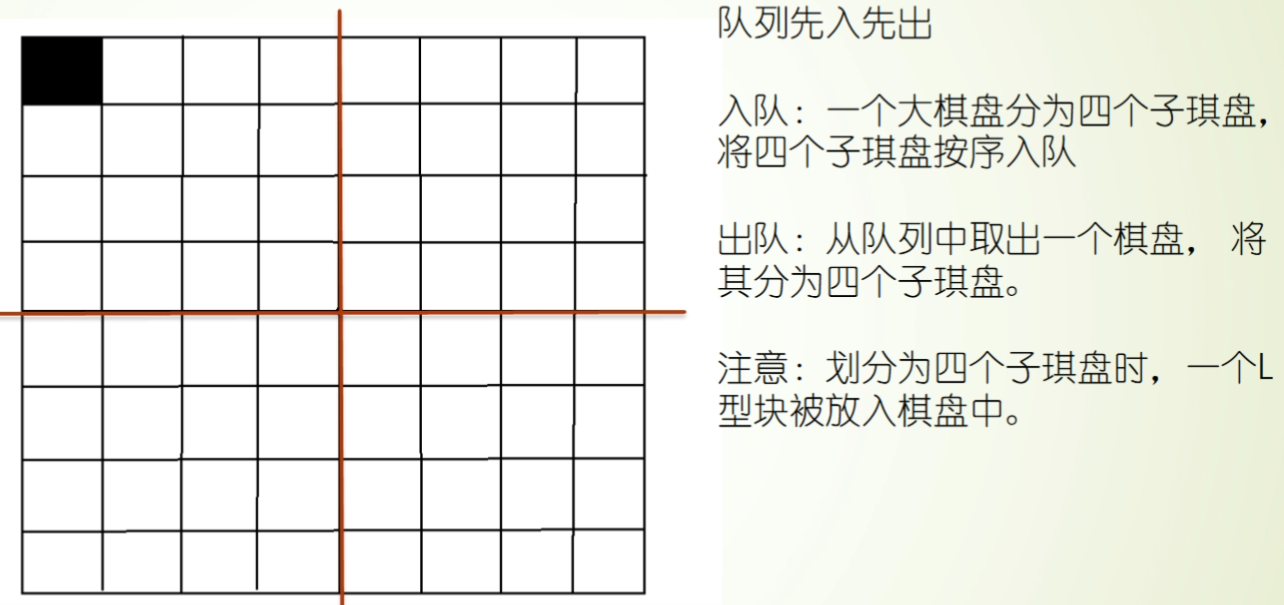 队列先入先出
入队：一个大棋盘分为四个子琪盘，
将四个子琪盘按序入队
出队：从队列中取出一个棋盘， 将
其分为四个子琪盘。
注意：划分为四个子琪盘时，一个L
型块被放入棋盘中。